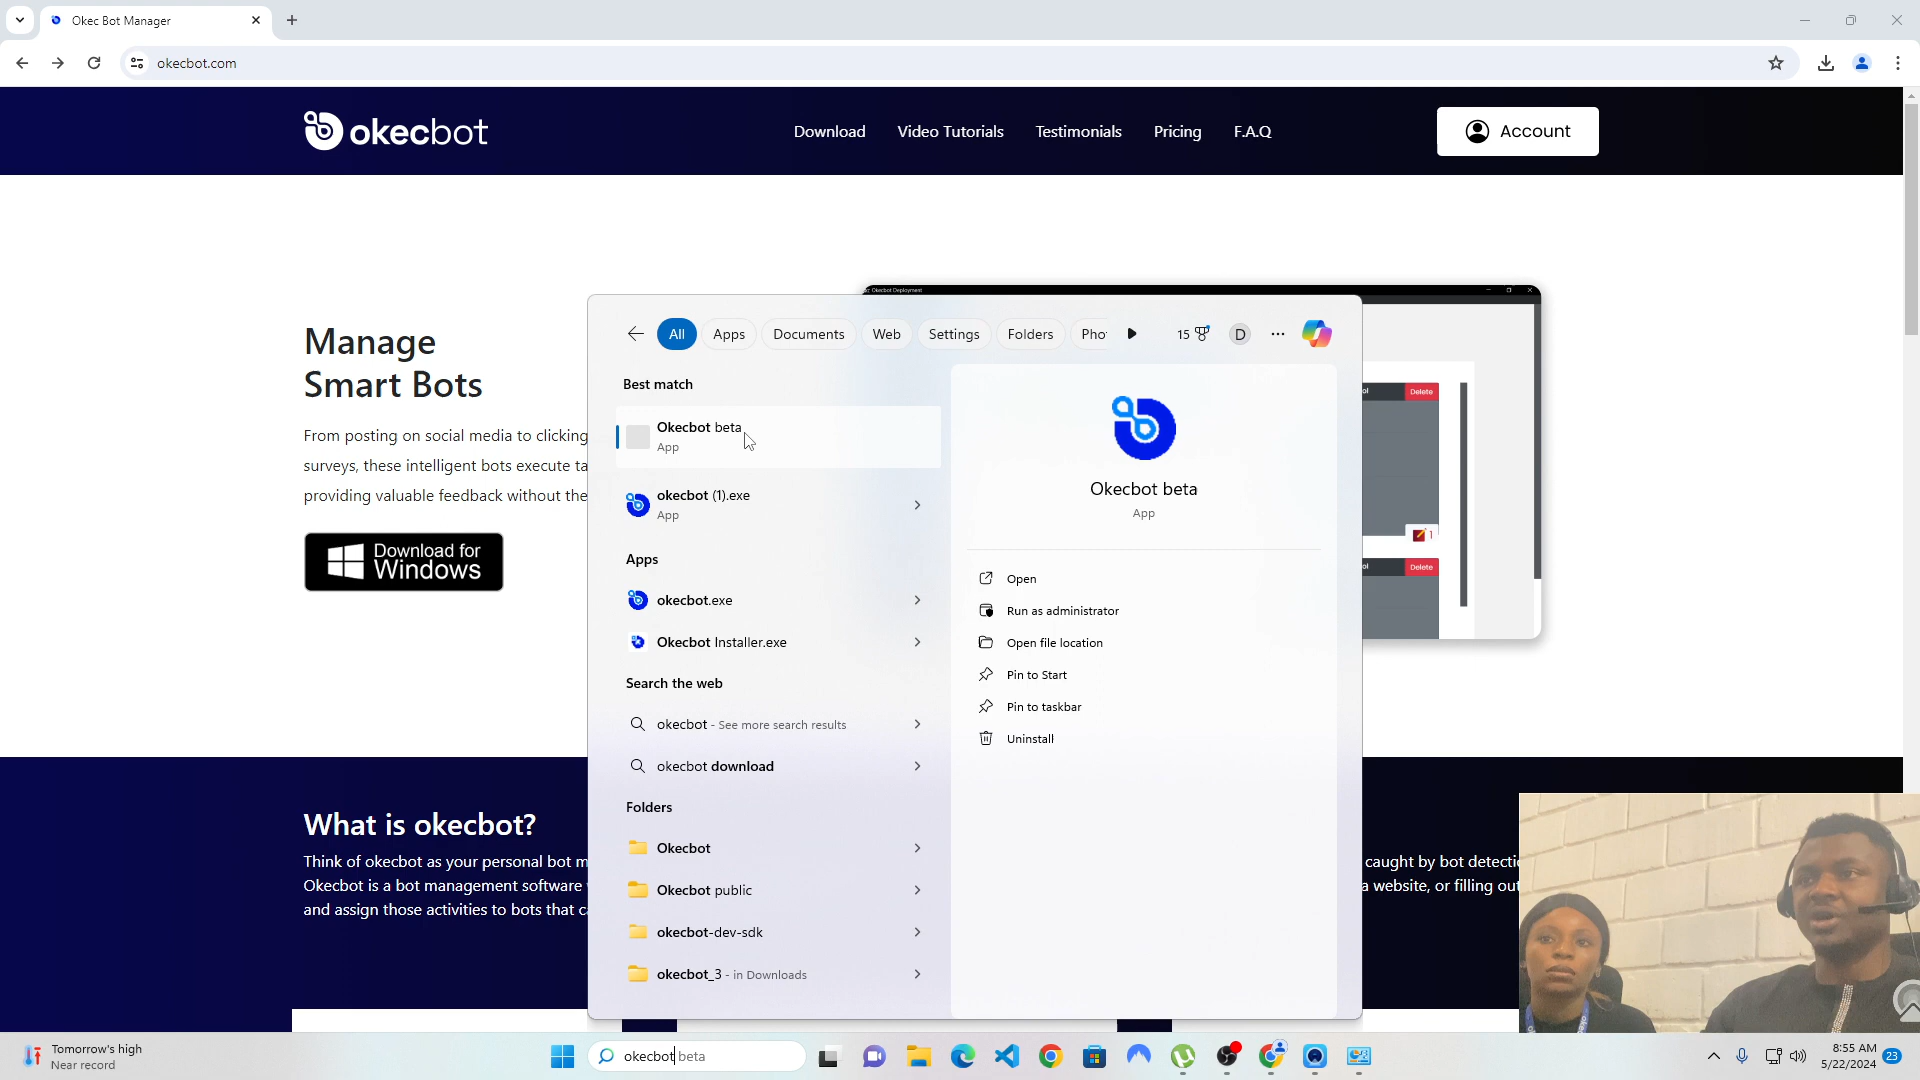 Okec Bot Manager
okecbot.com
okecbot
Download
Video Tutorials
Testimonials
Pricing
F.A.Q
Account
Manage
Smart Bots
From posting on social media to clicking
surveys, these intelligent bots execute ta
providing valuable feedback without the
Download for
Windows
Okecbot Deployment
Delete
1
Delete
All
Apps
Documents
Web
Settings
Folders
Pho
15
D
Best match
Okecbot beta
App
okecbot (1).exe
App
Apps
okecbot.exe
Okecbot Installer.exe
Search the web
okecbot - See more search results
okecbot download
Folders
Okecbot
Okecbot public
okecbot-dev-sdk
okecbot_3 - in Downloads
Okecbot beta
App
Open
Run as administrator
Open file location
Pin to Start
Pin to taskbar
Uninstall
What is okecbot?
Think of okecbot as your personal bot m
Okecbot is a bot management software
and assign those activities to bots that c
caught by bot detectio
a website, or filling out
Tomorrow's high
Near record
okecbot beta
8:55 AM
5/22/2024
23